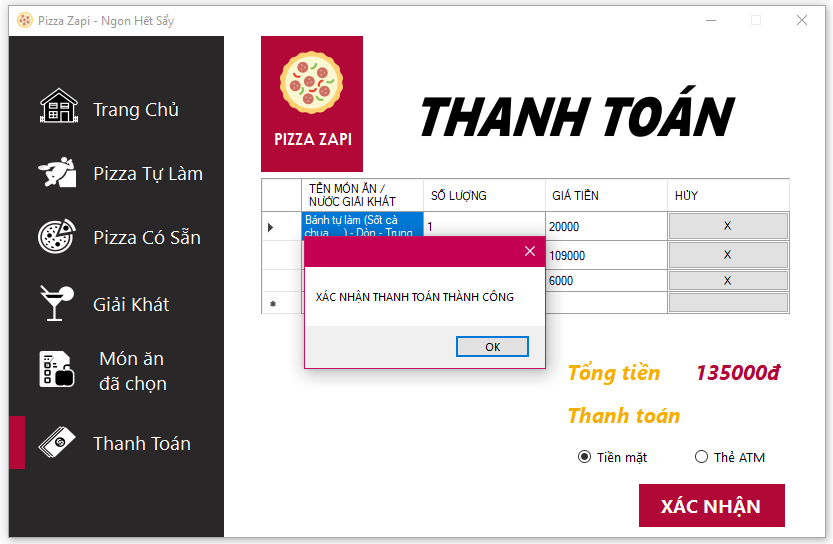 Pizza Zapi - Ngon Hết Sẩy
Trang Chủ
Pizza Tự Làm
Pizza Có Sẵn
Giải Khát
Món ăn
đã chọn
Thanh Toán
PIZZA ZAPI
THANH TOÁN
TÊN MÓN ĂN /
NƯỚC GIẢI KHÁT
SỐ LƯỢNG
GIÁ TIỀN
HỦY
Bánh tự làm (Sốt cà
chua, ...) - Dòn - Trung
1
20000
X
109000
X
6000
X
XÁC NHẬN THANH TOÁN THÀNH CÔNG
OK
Tổng tiền 135000đ
Thanh toán
Tiền mặt
Thẻ ATM
XÁC NHẬN